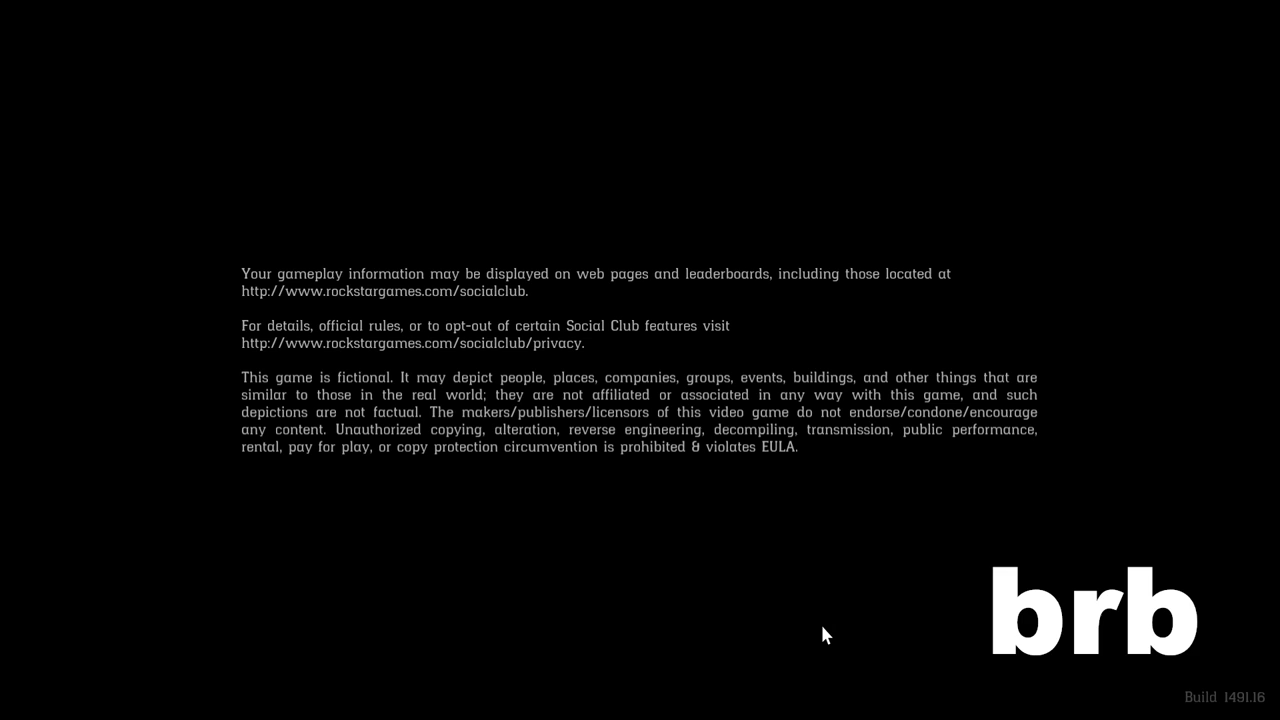 Your gameplay information may be displayed on web pages and leaderboards, including those located at
http://www.rockstargames.com/socialclub.
For details, official rules, or to opt-out of certain Social Club features visit
http://www.rockstargames.com/socialclub/privacy.
This game is fictional. It may depict people, places, companies, groups, events, buildings, and other things that are
similar to those in the real world; they are not affiliated or associated in any way with this game, and such
depictions are not factual. The makers/publishers/licensors of this video game do not endorse/condone/encourage
any content. Unauthorized copying, alteration, reverse engineering, decompiling, transmission, public performance,
rental, pay for play, or copy protection circumvention is prohibited & violates EULA.
brb
Build 1491.16